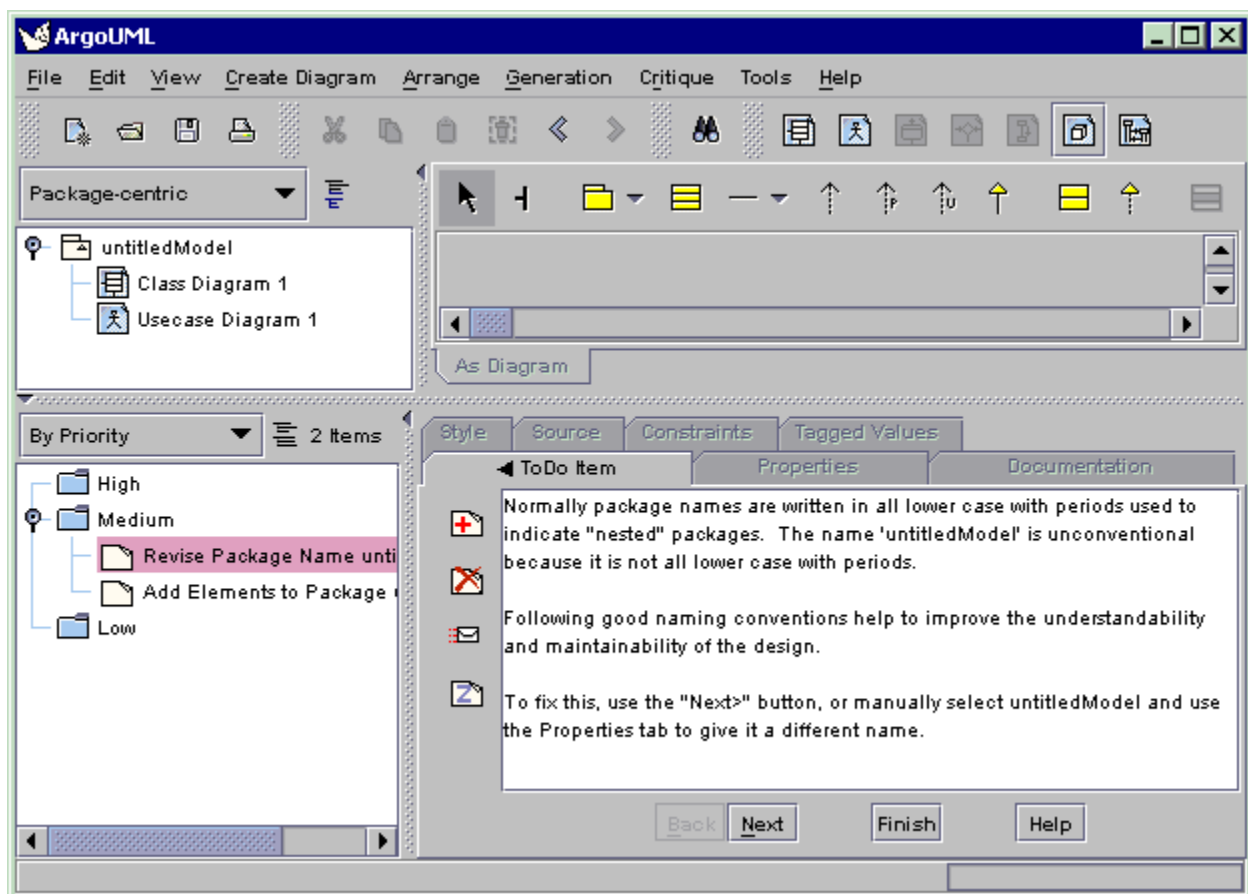 ArgoUML
File Edit View Create Diagram Arrange Generation Critique Tools Help
Package-centric
untitledModel
Class Diagram 1
Usecase Diagram 1
As Diagram
By Priority 2 Items
High
Medium
Revise Package Name unti
Add Elements to Package
Low
Style Source Constraints Tagged Values
ToDo Item Properties Documentation
Normally package names are written in all lower case with periods used to
indicate "nested" packages. The name 'untitledModel' is unconventional
because it is not all lower case with periods.
Following good naming conventions help to improve the understandability
and maintainability of the design.
To fix this, use the "Next>" button, or manually select untitledModel and use
the Properties tab to give it a different name.
Back Next Finish Help